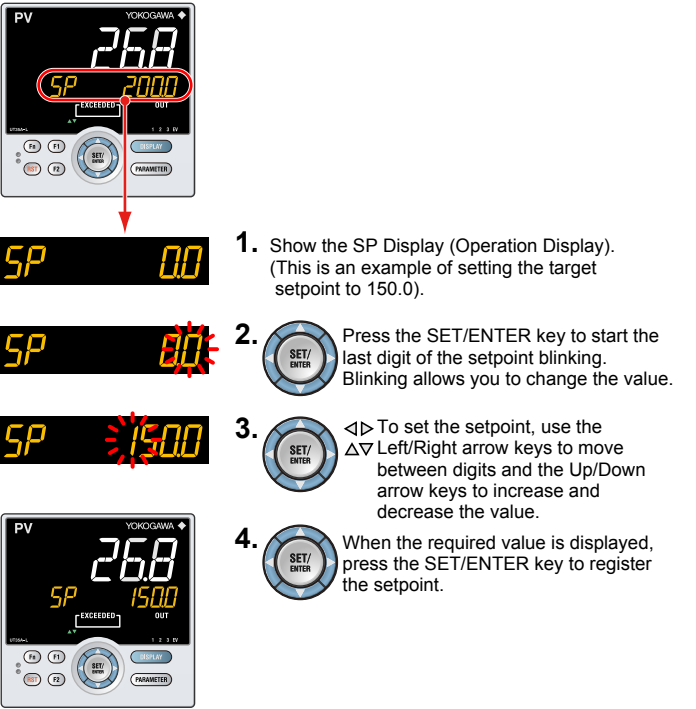 PV
YOKOGAWA
26.8
SP 200.0
EXCEEDED
OUT
UT35A-L
1 2 3 EV
Fn F1 SET/ DISPLAY
ENTER
RST F2 PARAMETER
SP 0.0
1. Show the SP Display (Operation Display).
(This is an example of setting the target
setpoint to 150.0).
SP 0.0
2. SET/
ENTER
Press the SET/ENTER key to start the
last digit of the setpoint blinking.
Blinking allows you to change the value.
SP 150.0
3. SET/
ENTER
◁▷ To set the setpoint, use the
△▽ Left/Right arrow keys to move
between digits and the Up/Down
arrow keys to increase and
decrease the value.
4. SET/
ENTER
When the required value is displayed,
press the SET/ENTER key to register
the setpoint.
PV
YOKOGAWA
26.8
SP 150.0
EXCEEDED
OUT
UT35A-L
1 2 3 EV
Fn F1 SET/ DISPLAY
ENTER
RST F2 PARAMETER